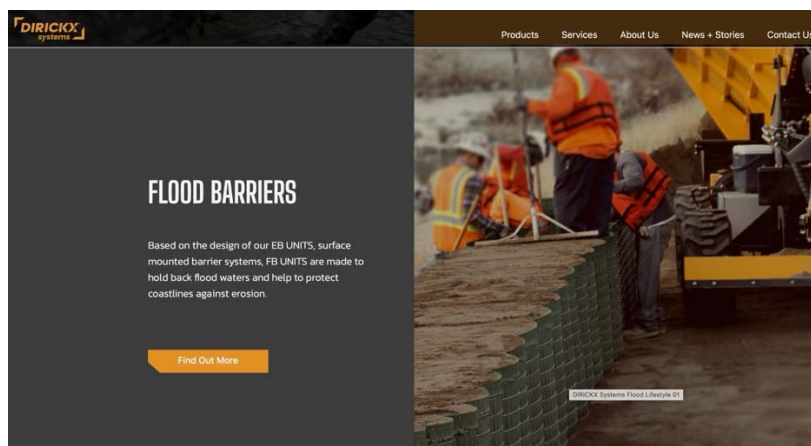 DIRICKX
systems
Products Services About Us News + Stories Contact Us
FLOOD BARRIERS
Based on the design of our EB UNITS, surface
mounted barrier systems, FB UNITS are made to
hold back flood waters and help to protect
coastlines against erosion.
Find Out More
DIRICKX Systems Flood Lifestyle 01